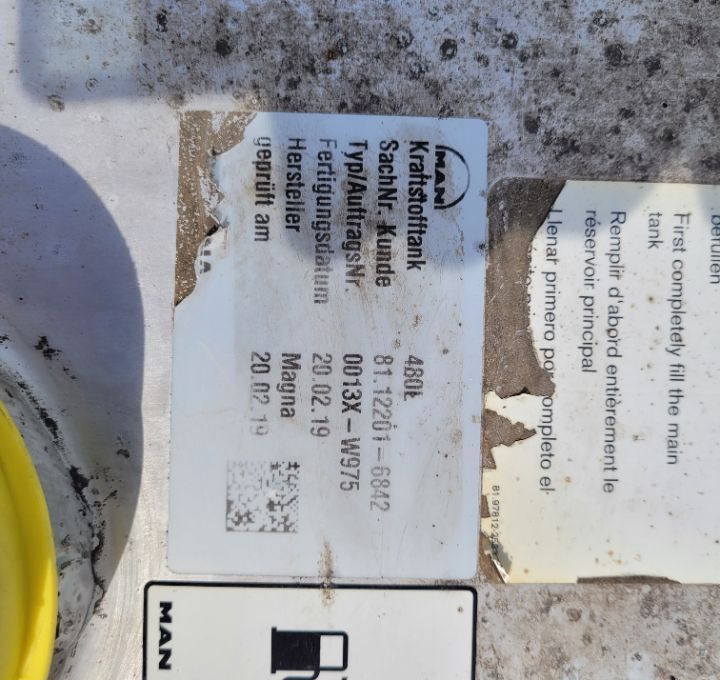 MAN
Kraftstofftank 480L
SachNr. Kunde 81.12201-6842
Typ/AuftragsNr. 0013X-W975
Fertigungsdatum 20.02.19
Hersteller Magna
geprüft am 20.02.19
First completely fill the main
tank
Remplir d'abord entièrement le
réservoir principal
Llenar primero por completo el
MAN